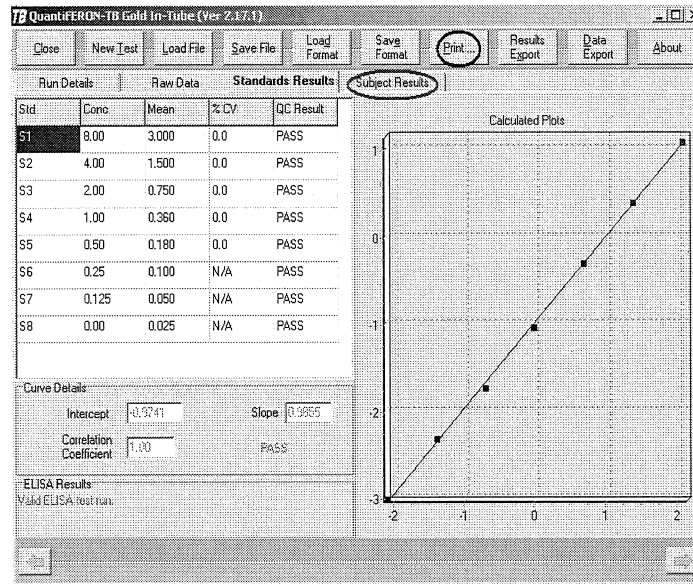 TB QuantiFERON-TB Gold In-Tube (Ver 2.17.1)
Close New Test Load File Save File Load Format Save Format Print... Results Export Data Export About
Run Details Raw Data Standards Results Subject Results
Std Conc Mean % CV QC Result
S1 8.00 3.000 0.0 PASS
S2 4.00 1.500 0.0 PASS
S3 2.00 0.750 0.0 PASS
S4 1.00 0.360 0.0 PASS
S5 0.50 0.180 0.0 PASS
S6 0.25 0.100 N/A PASS
S7 0.125 0.050 N/A PASS
S8 0.00 0.025 N/A PASS
Calculated Plots
1
0
-1
-2
-3
-2 -1 0 1 2
Curve Details
Intercept -0.9741 Slope 0.9855
Correlation Coefficient 1.00 PASS
ELISA Results
Valid ELISA test run.